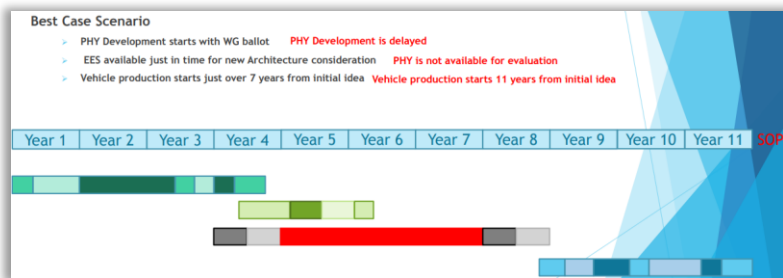 Best Case Scenario
PHY Development starts with WG ballot PHY Development is delayed
EES available just in time for new Architecture consideration PHY is not available for evaluation
Vehicle production starts just over 7 years from initial idea Vehicle production starts 11 years from initial idea
Year 1 Year 2 Year 3 Year 4 Year 5 Year 6 Year 7 Year 8 Year 9 Year 10 Year 11 SOP